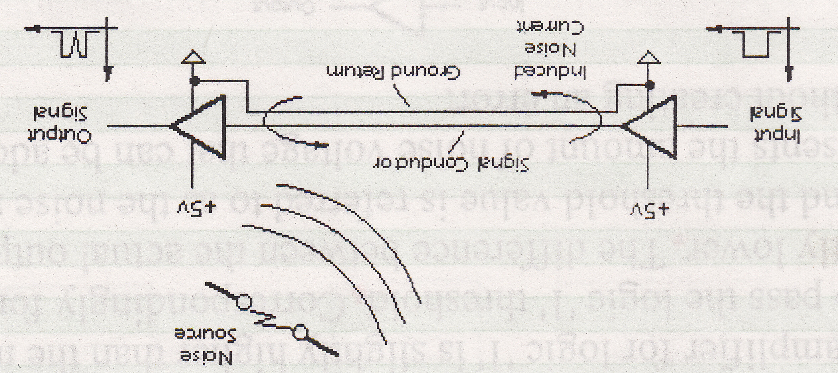 Noise
Source
+5v
+5v
Signal Conductor
Input
Signal
Output
Signal
Ground Return
Induced
Noise
Current